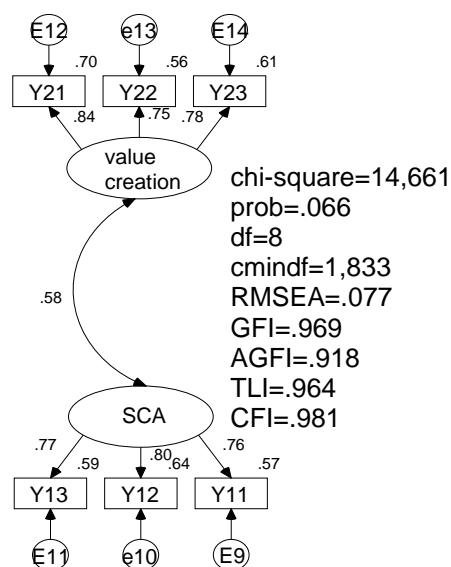 E12 e13 E14
.70 .56 .61
Y21 Y22 Y23
.84 .75 .78
value
creation
chi-square=14,661
prob=.066
df=8
cmindf=1,833
RMSEA=.077
GFI=.969
AGFI=.918
TLI=.964
CFI=.981
.58
SCA
.77 .80 .76
.59 .64 .57
Y13 Y12 Y11
E11 e10 E9